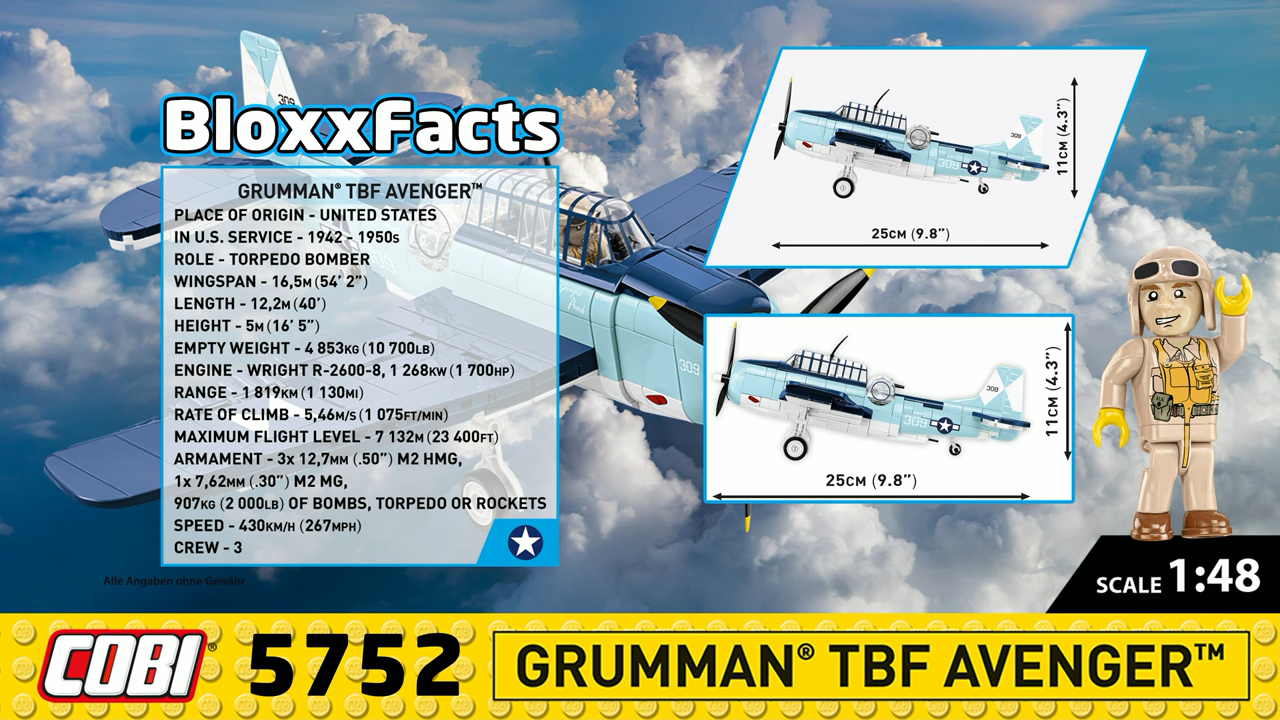 BloxxFacts
GRUMMAN® TBF AVENGER™
PLACE OF ORIGIN - UNITED STATES
IN U.S. SERVICE - 1942 - 1950s
ROLE - TORPEDO BOMBER
WINGSPAN - 16,5M (54' 2")
LENGTH - 12,2M (40')
HEIGHT - 5M (16' 5")
EMPTY WEIGHT - 4 853KG (10 700LB)
ENGINE - WRIGHT R-2600-8, 1 268KW (1 700HP)
RANGE - 1 819KM (1 130MI)
RATE OF CLIMB - 5,46M/S (1 075FT/MIN)
MAXIMUM FLIGHT LEVEL - 7 132M (23 400FT)
ARMAMENT - 3x 12,7MM (.50") M2 HMG,
1x 7,62MM (.30") M2 MG,
907KG (2 000LB) OF BOMBS, TORPEDO OR ROCKETS
SPEED - 430KM/H (267MPH)
CREW - 3
Alle Angaben ohne Gewähr
309
309
309
309
11CM (4.3")
25CM (9.8")
309
309
11CM (4.3")
25CM (9.8")
SCALE 1:48
COBI® 5752 GRUMMAN® TBF AVENGER™